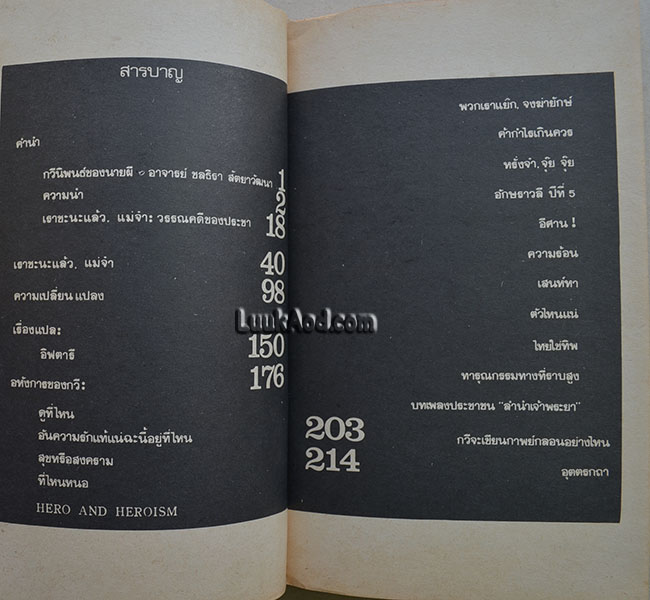 สารบาญ
คำนำ
กวีนิพนธ์ของนายผี - อาจารย์ ชลธิรา สัตยาวัฒนา 1
ความนำ 2
เราชะนะแล้ว, แม่จ๋า: วรรณคดีของประชา 18
เราชะนะแล้ว, แม่จ๋า 40
ความเปลี่ยนแปลง 98
เรื่องแปล:
อิฟตารี 150
อหังการของกวี: 176
ดูที่ไหน
อันความรักแท้แน่ฉะนี้อยู่ที่ไหน
สุขหรือสงคราม
ที่ไหนหนอ
HERO AND HEROISM
พวกเราแย๊ก, จงฆ่ายักษ์
ค้ากำไรเกินควร
หรั่งจ๋า, จุ๊ย จุ๊ย
อักษราวลี ปีที่ 5
อีศาน !
ความร้อน
เสนห์หา
ตัวไหนแน่
ไทยใช่ทิพ
ทารุณกรรมทางที่ราบสูง
บทเพลงประชาชน "ลำนำเจ้าพระยา"
203 กวีจะเขียนกาพย์กลอนอย่างไหน
214 อุตตรกถา
LuukAod.com